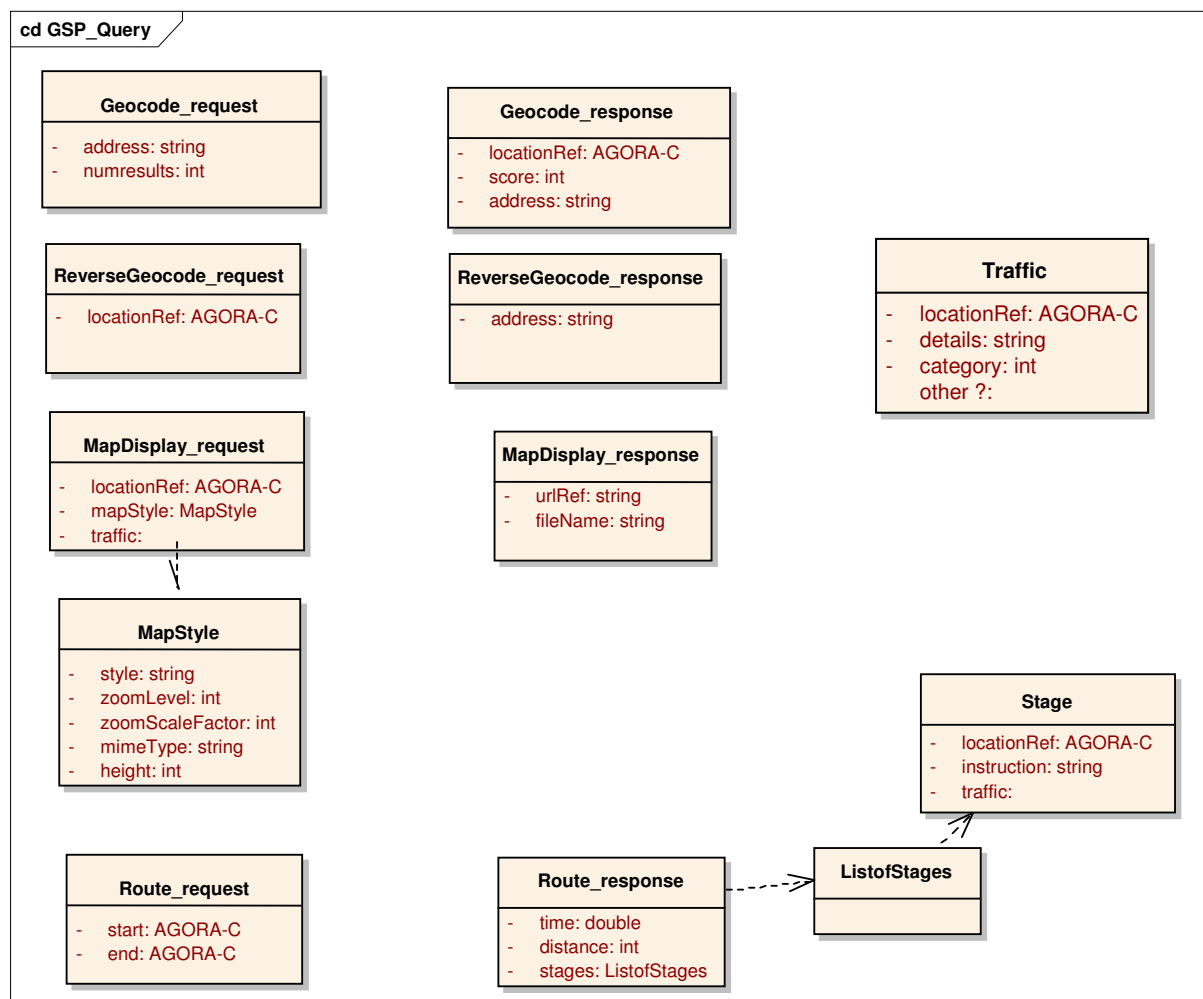 cd GSP_Query
Geocode_request
- address: string
- numresults: int
Geocode_response
- locationRef: AGORA-C
- score: int
- address: string
ReverseGeocode_request
- locationRef: AGORA-C
ReverseGeocode_response
- address: string
Traffic
- locationRef: AGORA-C
- details: string
- category: int
other ?:
MapDisplay_request
- locationRef: AGORA-C
- mapStyle: MapStyle
- traffic:
MapDisplay_response
- urlRef: string
- fileName: string
MapStyle
- style: string
- zoomLevel: int
- zoomScaleFactor: int
- mimeType: string
- height: int
Stage
- locationRef: AGORA-C
- instruction: string
- traffic:
Route_request
- start: AGORA-C
- end: AGORA-C
Route_response
- time: double
- distance: int
- stages: ListofStages
ListofStages